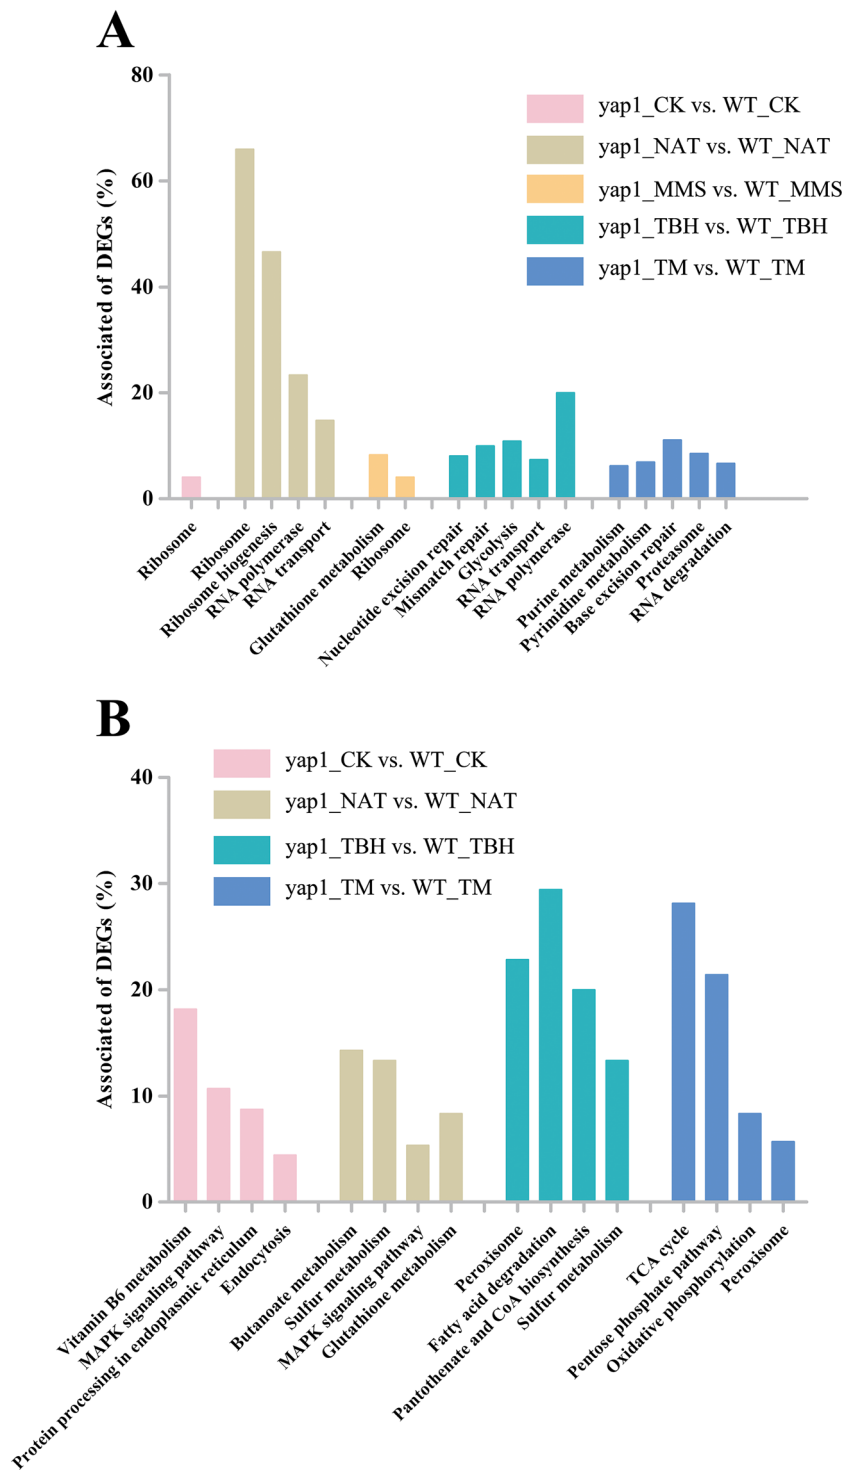 A
80
60
40
20
0
Associated of DEGs (%)
yap1_CK vs. WT_CK
yap1_NAT vs. WT_NAT
yap1_MMS vs. WT_MMS
yap1_TBH vs. WT_TBH
yap1_TM vs. WT_TM
Ribosome
Ribosome
Ribosome biogenesis
RNA polymerase
RNA transport
Glutathione metabolism
Ribosome
Nucleotide excision repair
Mismatch repair
Glycolysis
RNA transport
RNA polymerase
Purine metabolism
Pyrimidine metabolism
Base excision repair
Proteasome
RNA degradation
B
40
30
20
10
0
Associated of DEGs (%)
yap1_CK vs. WT_CK
yap1_NAT vs. WT_NAT
yap1_TBH vs. WT_TBH
yap1_TM vs. WT_TM
Vitamin B6 metabolism
MAPK signaling pathway
Protein processing in endoplasmic reticulum
Endocytosis
Butanoate metabolism
Sulfur metabolism
MAPK signaling pathway
Glutathione metabolism
Peroxisome
Fatty acid degradation
Pantothenate and CoA biosynthesis
Sulfur metabolism
TCA cycle
Pentose phosphate pathway
Oxidative phosphorylation
Peroxisome